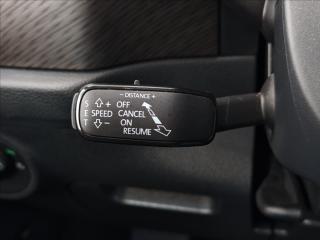 – DISTANCE +
S ⇧+ OFF
E SPEED CANCEL
T ⇩– ON
RESUME